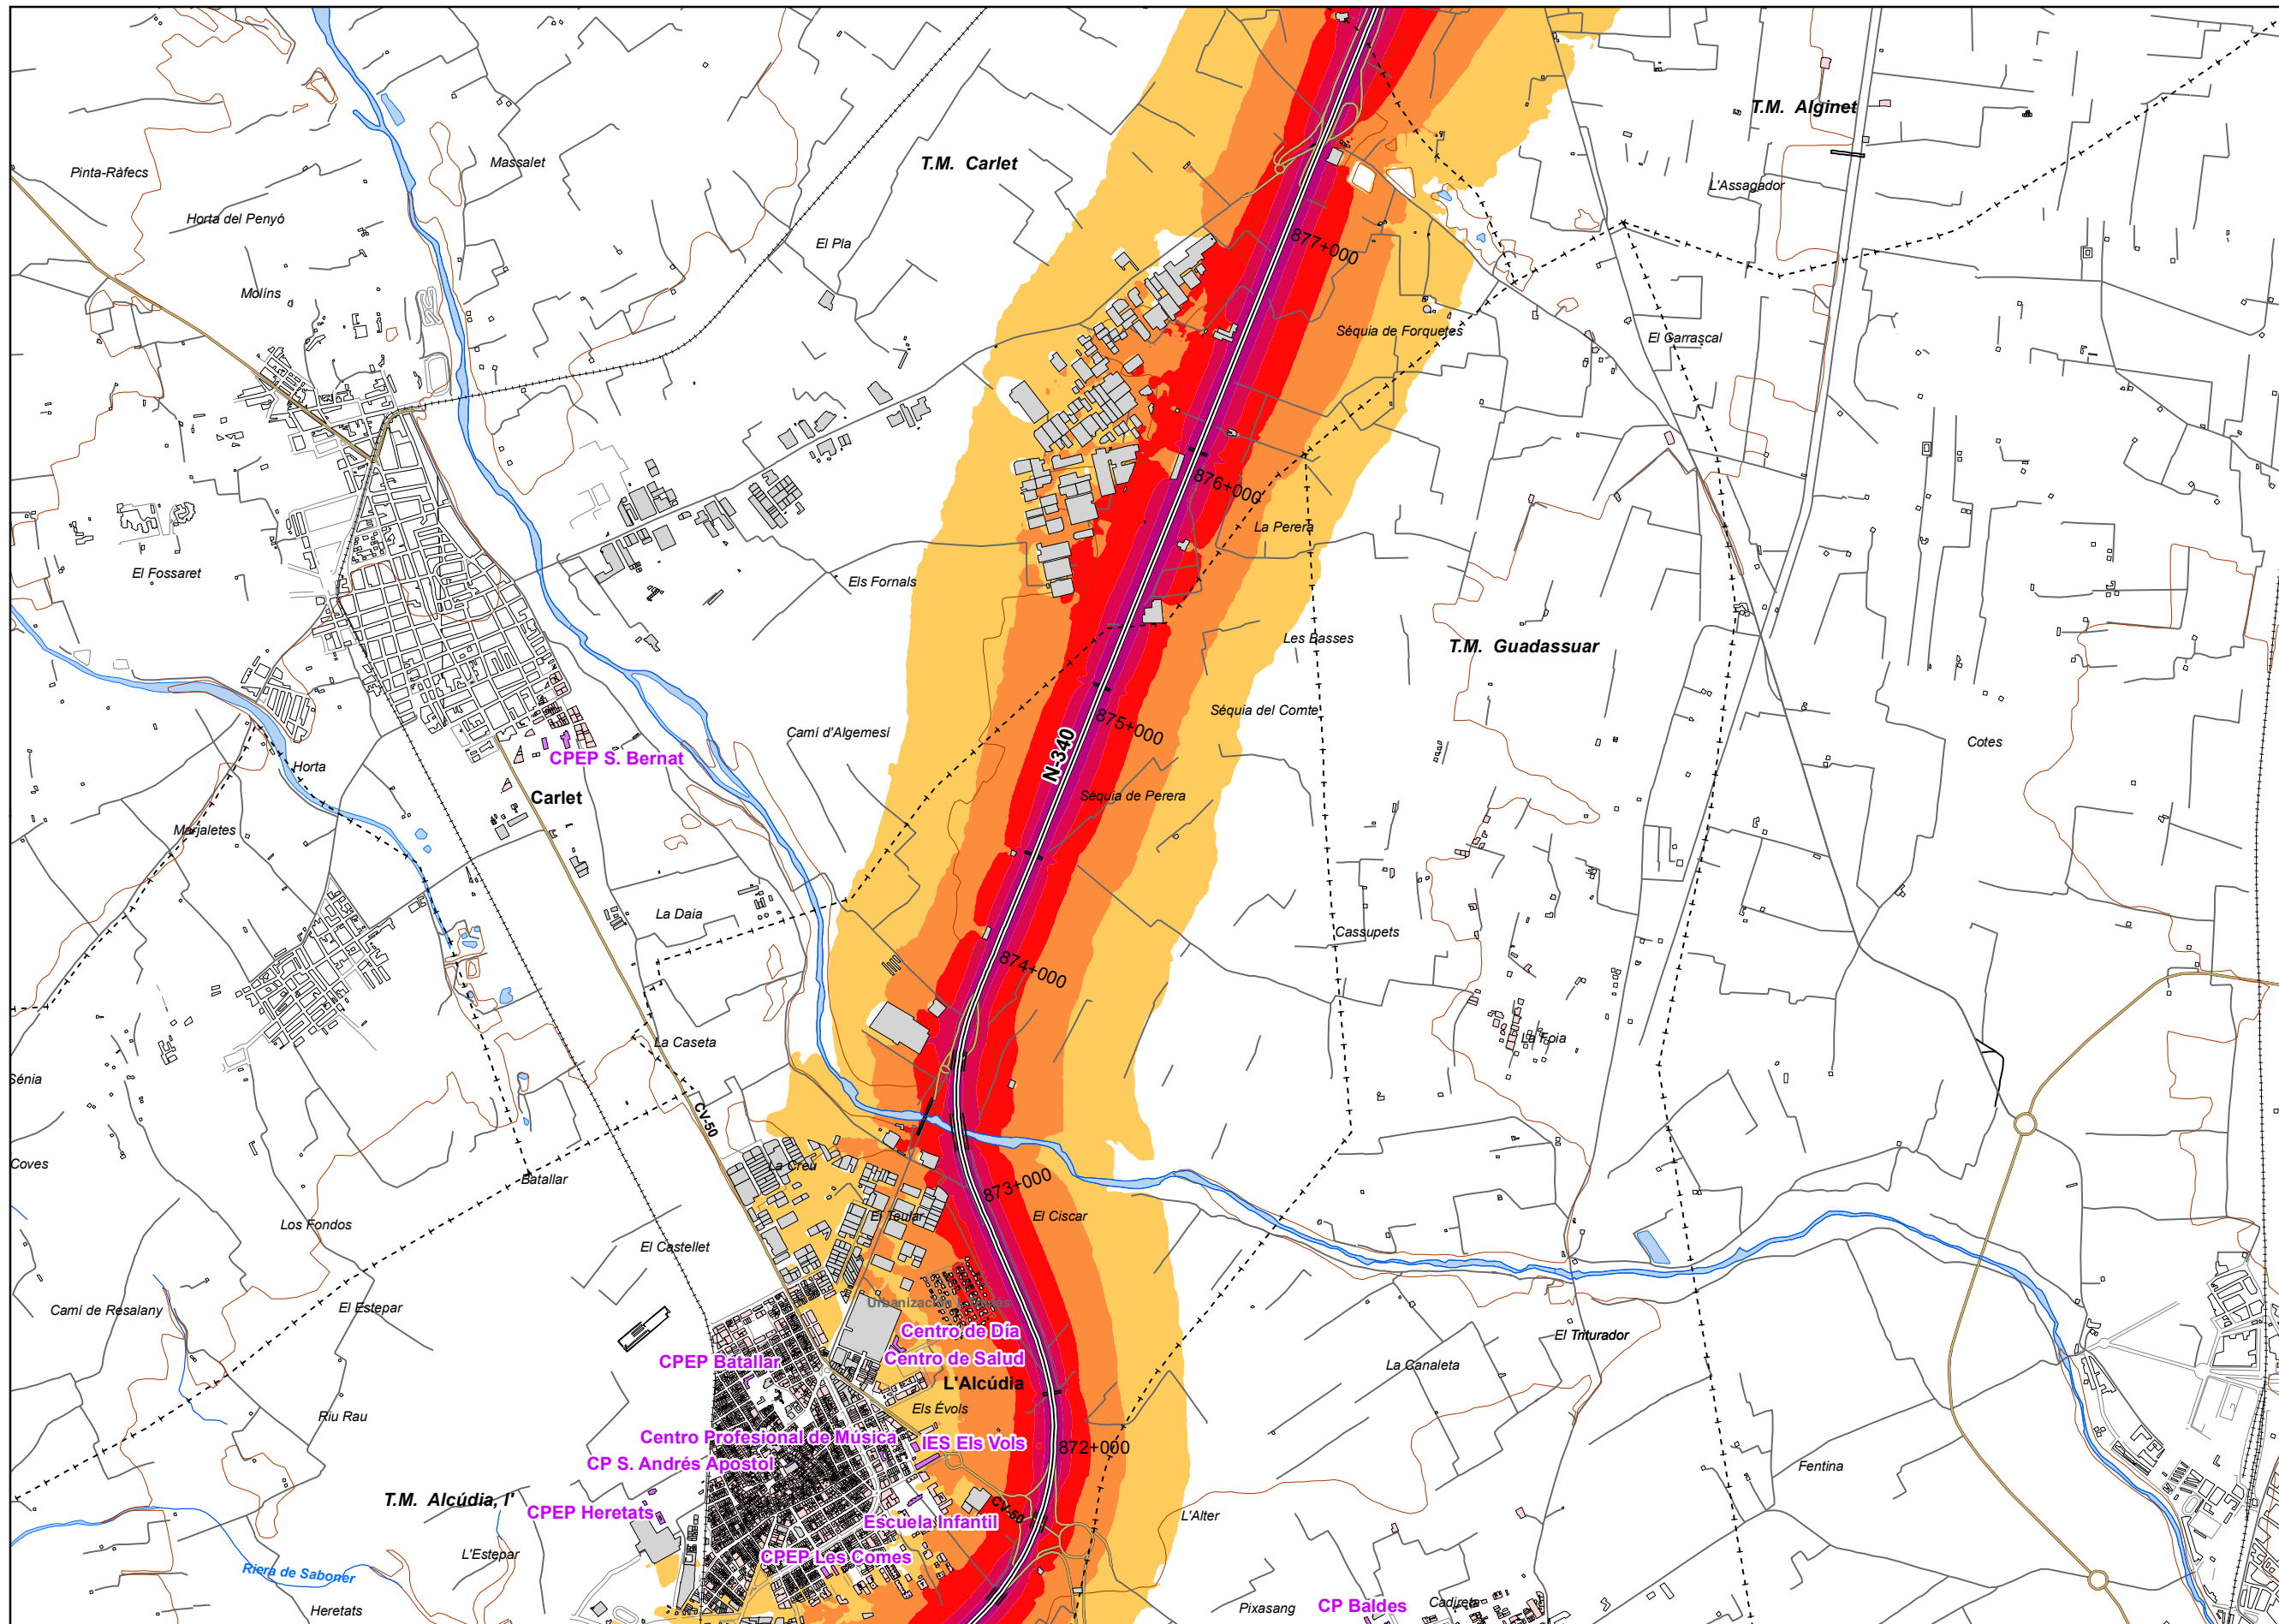 T.M. Alginet
T.M. Carlet
Massalet
Pinta-Ràfecs
L'Assagador
Horta del Penyó
El Pla
877+000
Molíns
Séquia de Forquetes
El Garrascal
876+000
La Perera
El Fossaret
Els Fornals
Les Basses
T.M. Guadassuar
Séquia del Comte
875+000
Camí d'Algemesí
Cotes
N-340
CPEP S. Bernat
Horta
Carlet
Séquia de Perera
Marjaletes
La Daia
Cassupets
874+000
La Caseta
La Foia
Sénia
CV-50
Coves
La Creu
Batallar
873+000
El Teular
El Ciscar
Los Fondos
El Castellet
Camí de Resalany
El Estepar
Urbanización
Centro de Día
El Triturador
CPEP Batallar
Centro de Salud
La Canaleta
L'Alcúdia
Els Évols
Riu Rau
Centro Profesional de Música
IES Els Vols
872+000
CP S. Andrés Apostol
Fentina
T.M. Alcúdia, l'
CV-50
CPEP Heretats
Escuela Infantil
L'Alter
L'Estepar
CPEP Les Comes
Riera de Saboner
Heretats
Pixasang
CP Baldes
Cadireta